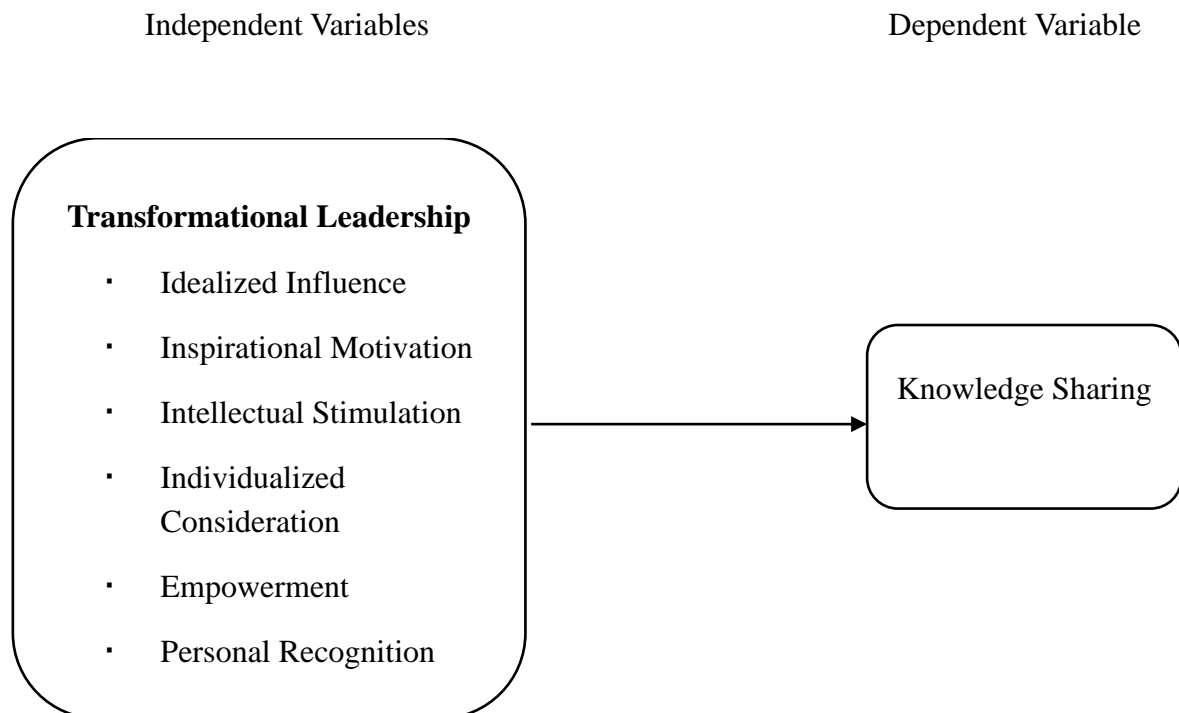 Independent Variables
Dependent Variable
Transformational Leadership
· Idealized Influence
· Inspirational Motivation
· Intellectual Stimulation
· Individualized
Consideration
· Empowerment
· Personal Recognition
Knowledge Sharing